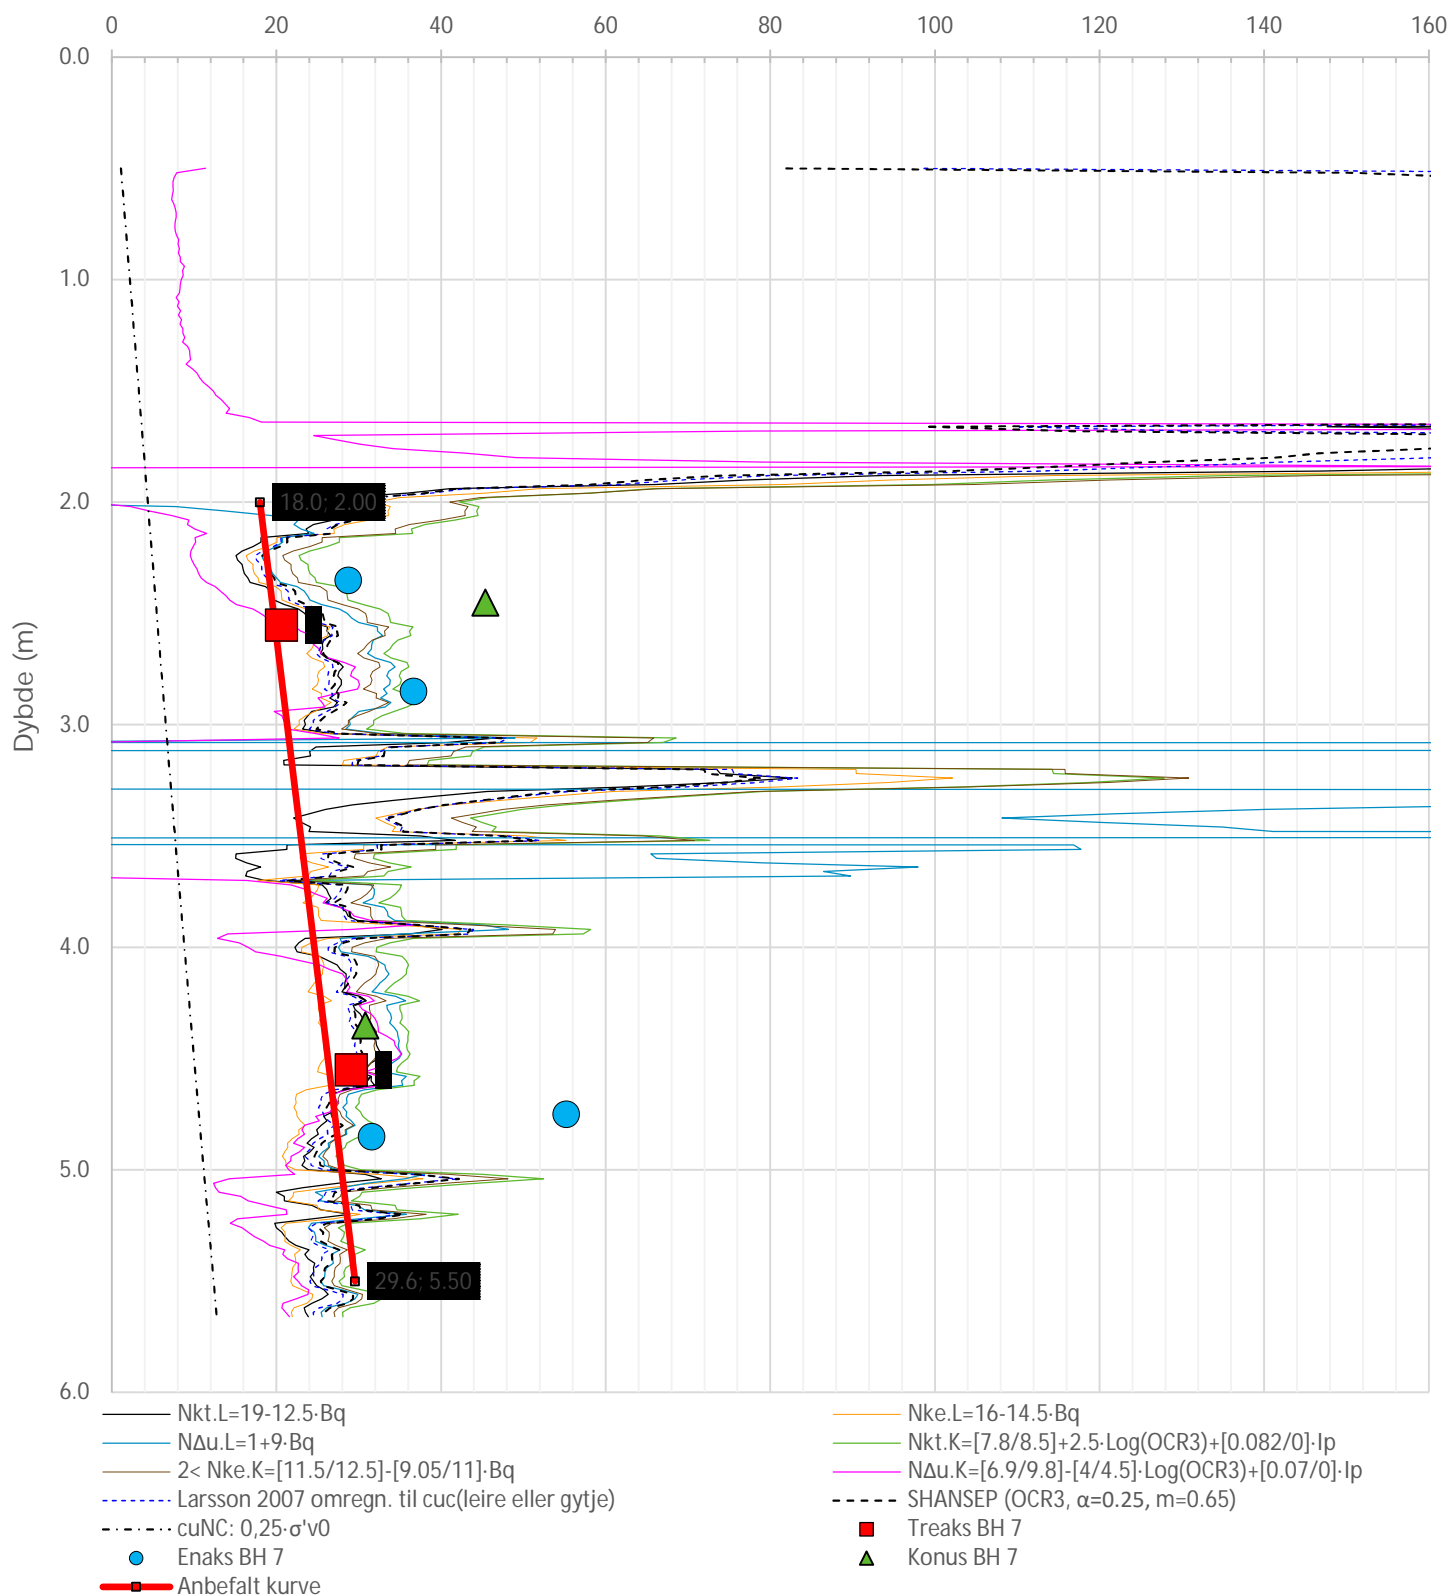 0 20 40 60 80 100 120 140 160
0.0
1.0
2.0
3.0
4.0
5.0
6.0
Dybde (m)
18.0; 2.00
29.6; 5.50
Nkt.L=19-12.5·Bq
Nke.L=16-14.5·Bq
NΔu.L=1+9·Bq
Nkt.K=[7.8/8.5]+2.5·Log(OCR3)+[0.082/0]·Ip
2< Nke.K=[11.5/12.5]-[9.05/11]·Bq
NΔu.K=[6.9/9.8]-[4/4.5]·Log(OCR3)+[0.07/0]·Ip
Larsson 2007 omregn. til cuc(leire eller gytje)
SHANSEP (OCR3, α=0.25, m=0.65)
cuNC: 0,25·σ'v0
Treaks BH 7
Enaks BH 7
Konus BH 7
Anbefalt kurve